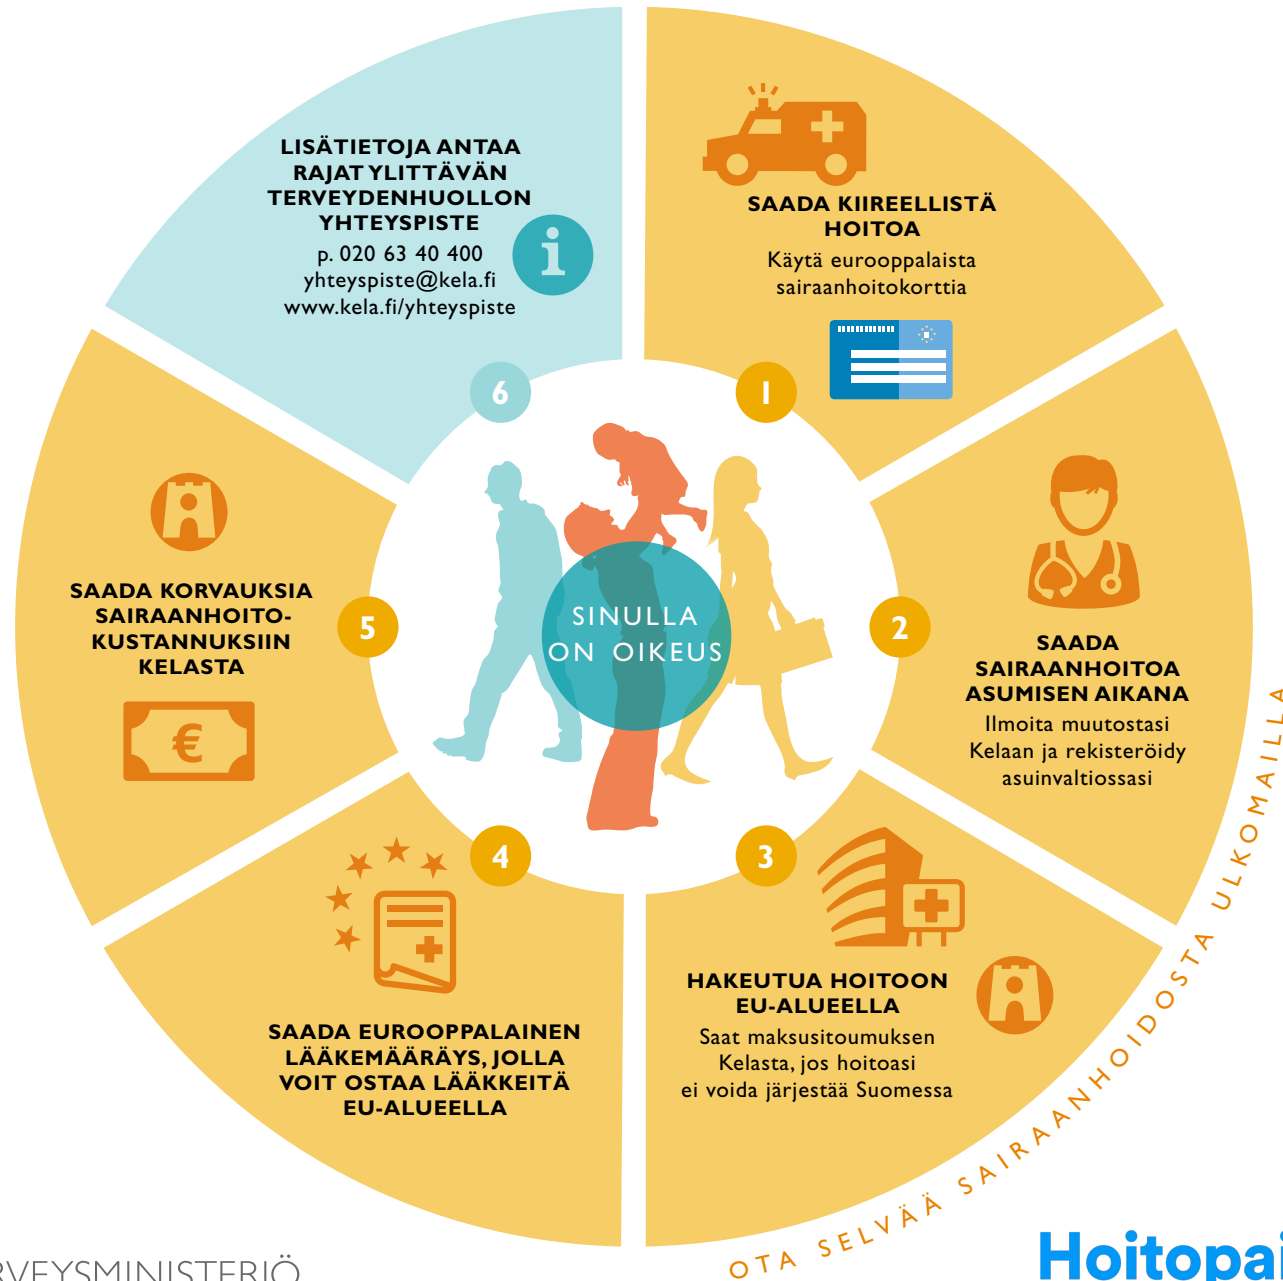 SINULLA
ON OIKEUS
1
SAADA KIIREELLISTÄ
HOITOA
Käytä eurooppalaista
sairaanhoitokorttia
2
SAADA
SAIRAANHOITOA
ASUMISEN AIKANA
Ilmoita muutostasi
Kelaan ja rekisteröidy
asuinvaltiossasi
3
HAKEUTUA HOITOON
EU-ALUEELLA
Saat maksusitoumuksen
Kelasta, jos hoitoasi
ei voida järjestää Suomessa
4
SAADA EUROOPPALAINEN
LÄÄKEMÄÄRÄYS, JOLLA
VOIT OSTAA LÄÄKKEITÄ
EU-ALUEELLA
5
SAADA KORVAUKSIA
SAIRAANHOITO-
KUSTANNUKSIIN
KELASTA
€
6
LISÄTIETOJA ANTAA
RAJAT YLITTÄVÄN
TERVEYDENHUOLLON
YHTEYSPISTE
p. 020 63 40 400
yhteyspiste@kela.fi
www.kela.fi/yhteyspiste
i
OTA SELVÄÄ SAIRAANHOIDOSTA ULKOMAILLA
RVEYSMINISTERIÖ
Hoitopai